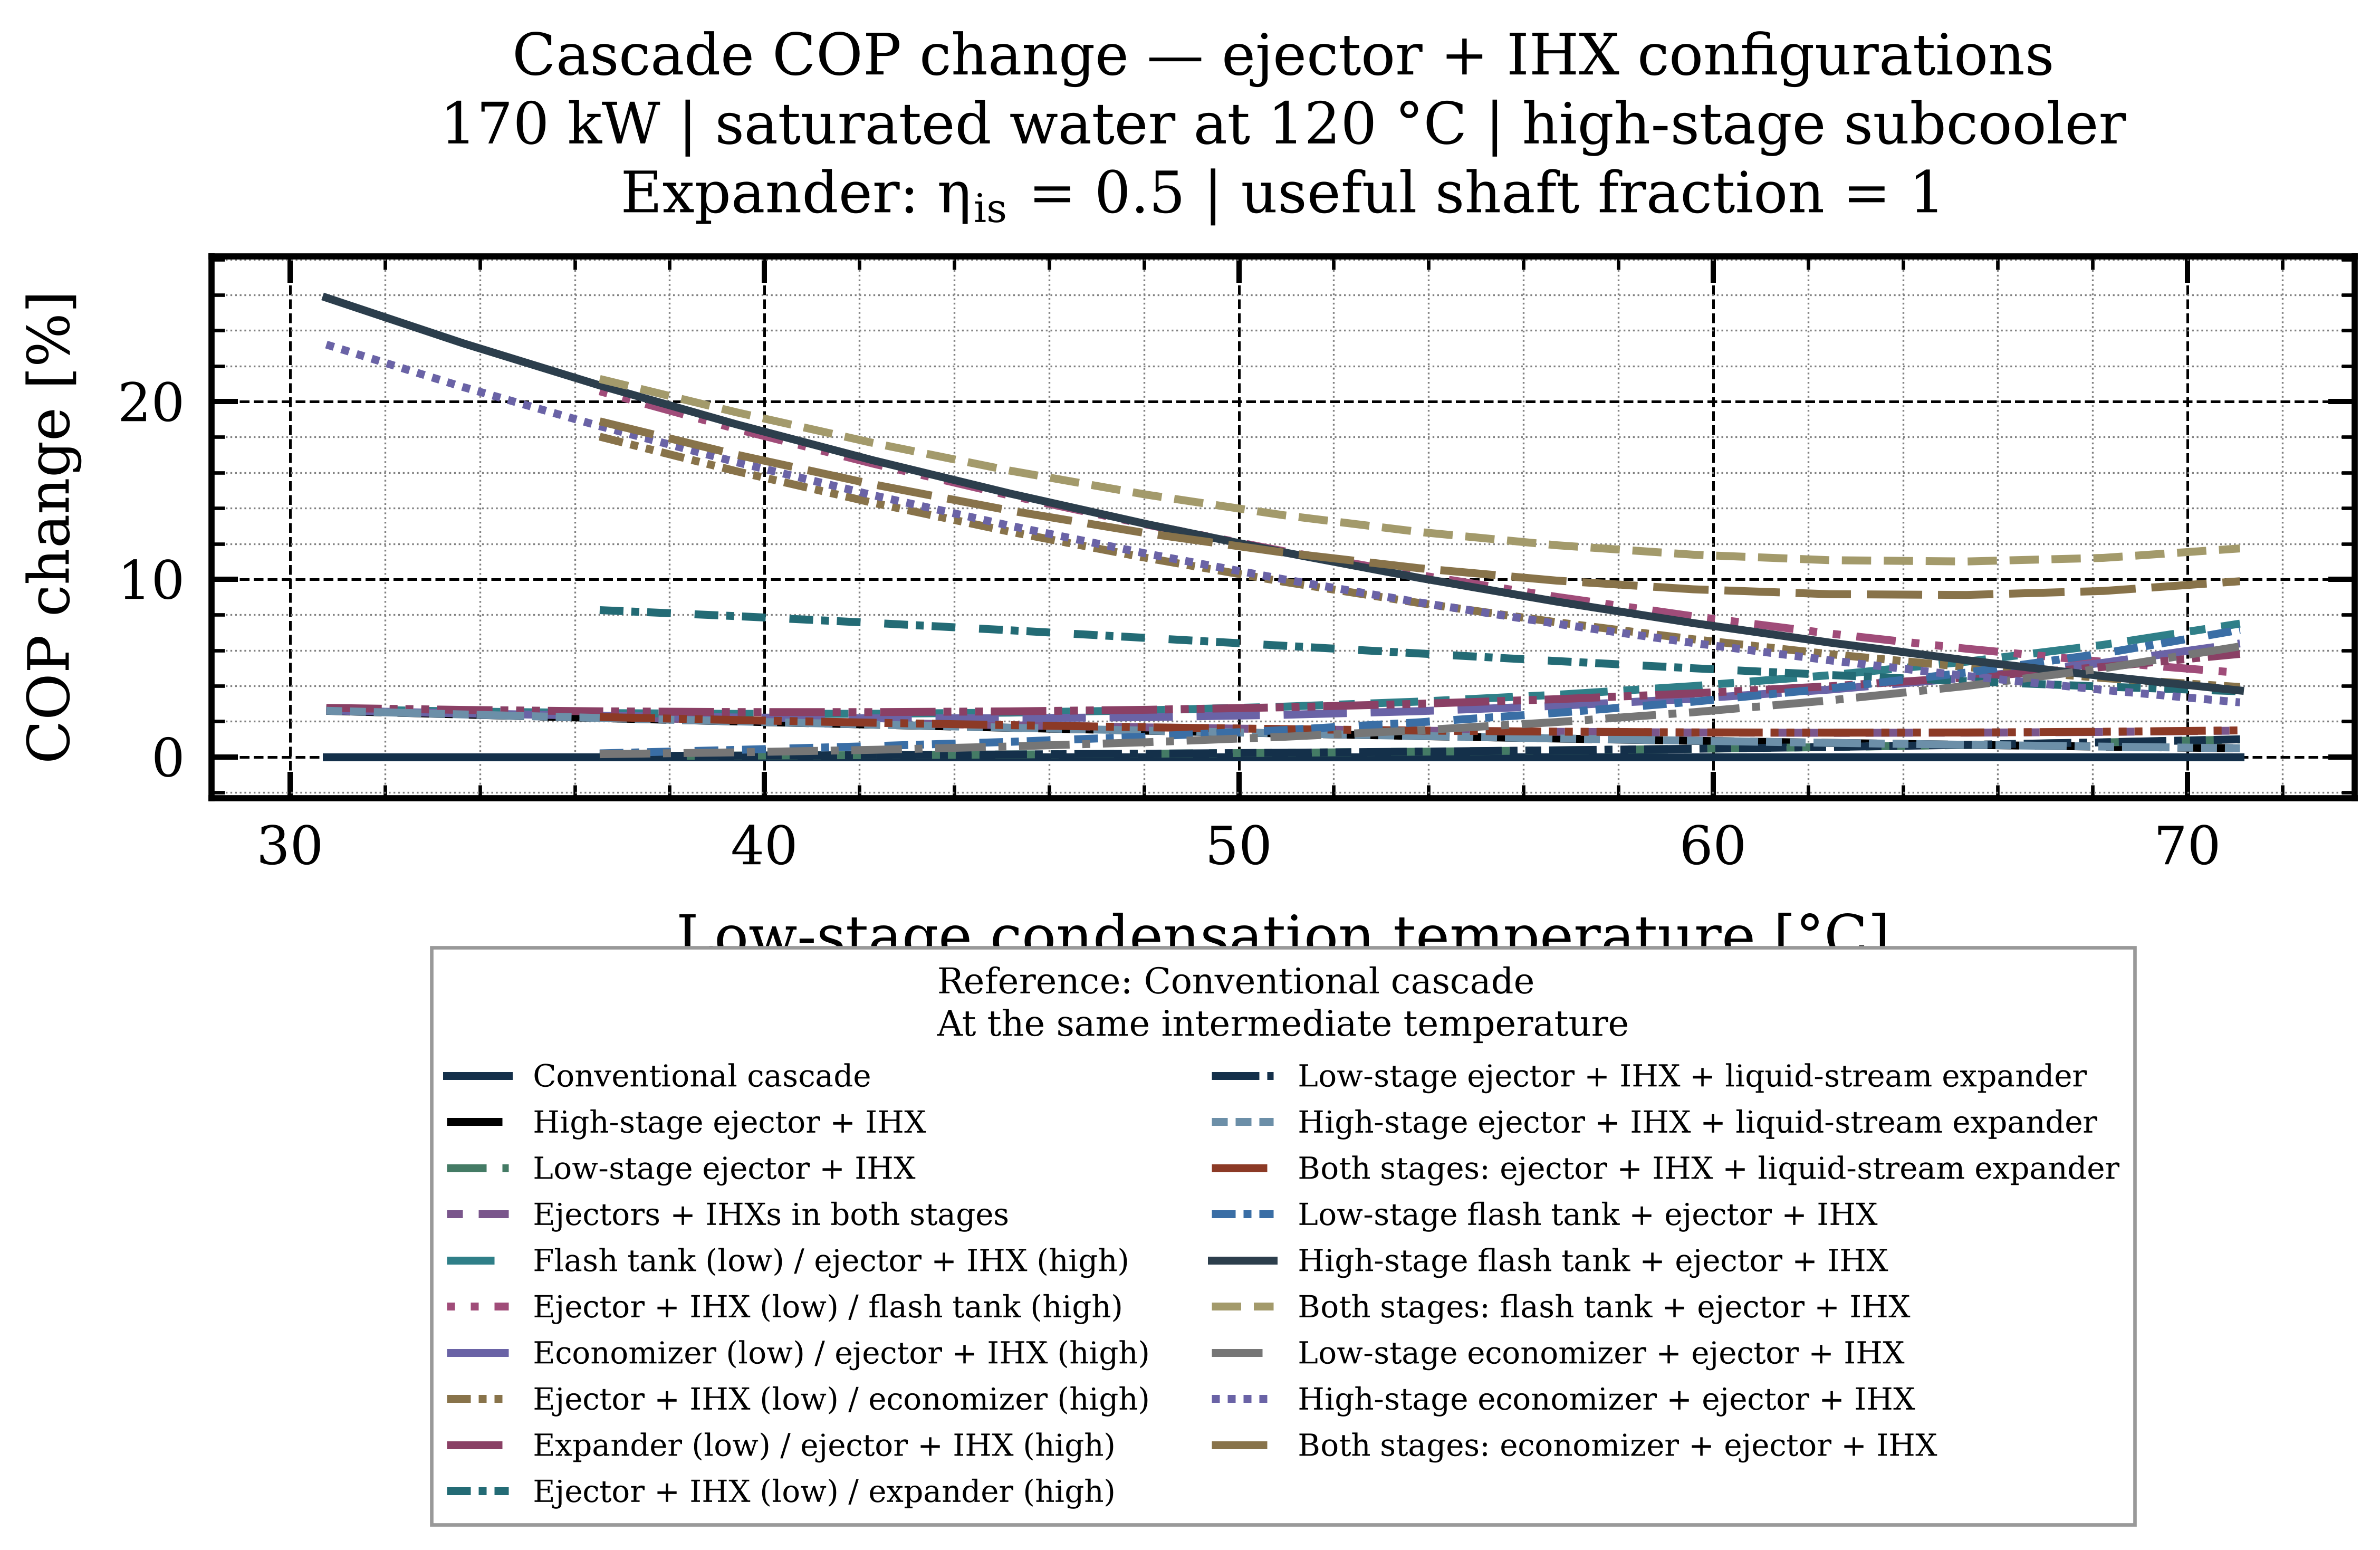 Cascade COP change — ejector + IHX configurations
170 kW | saturated water at 120 °C | high-stage subcooler
Expander: ηis = 0.5 | useful shaft fraction = 1
COP change [%]
20
10
0
30 40 50 60 70
Low-stage condensation temperature [°C]
Reference: Conventional cascade
At the same intermediate temperature
Conventional cascade
High-stage ejector + IHX
Low-stage ejector + IHX
Ejectors + IHXs in both stages
Flash tank (low) / ejector + IHX (high)
Ejector + IHX (low) / flash tank (high)
Economizer (low) / ejector + IHX (high)
Ejector + IHX (low) / economizer (high)
Expander (low) / ejector + IHX (high)
Ejector + IHX (low) / expander (high)
Low-stage ejector + IHX + liquid-stream expander
High-stage ejector + IHX + liquid-stream expander
Both stages: ejector + IHX + liquid-stream expander
Low-stage flash tank + ejector + IHX
High-stage flash tank + ejector + IHX
Both stages: flash tank + ejector + IHX
Low-stage economizer + ejector + IHX
High-stage economizer + ejector + IHX
Both stages: economizer + ejector + IHX